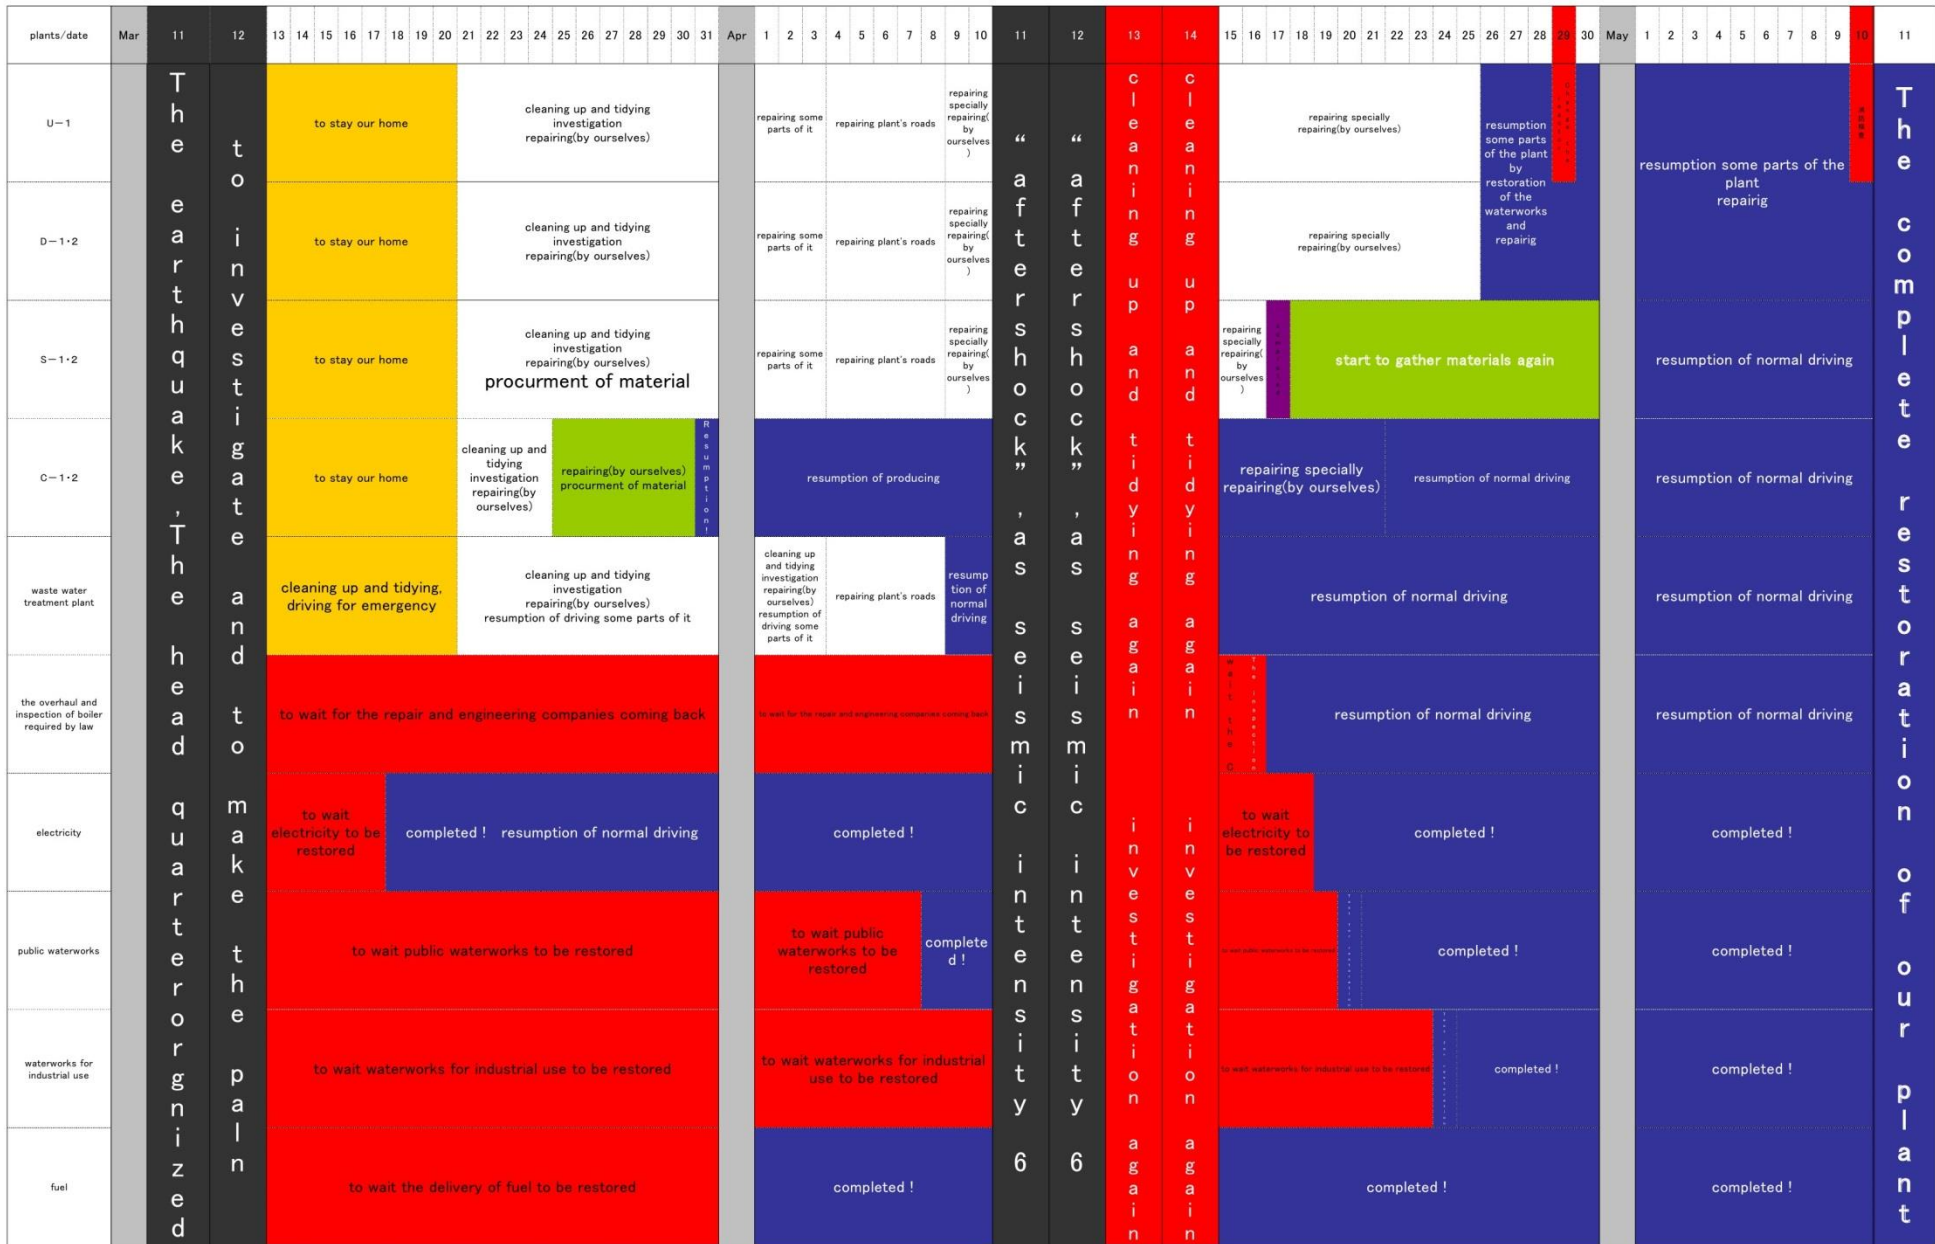 plants/date
Mar
11
12
13 14 15 16 17 18 19 20 21 22 23 24 25 26 27 28 29 30 31
Apr
1 2 3 4 5 6 7 8 9 10
11
12
13
14
15 16 17 18 19 20 21 22 23 24 25 26 27 28 29 30
May
1 2 3 4 5 6 7 8 9 10
11
The earthquake,The head quarterorgnized
to investigate and to make the paln
“aftershock”,as seismic intensity 6
“aftershock”,as seismic intensity 6
cleaning up and tidying again investigation again
cleaning up and tidying again investigation again
The complete restoration of our plant
U-1
to stay our home
cleaning up and tidying
investigation
repairing(by ourselves)
repairing some
parts of it
repairing plant's roads
repairing
specially
repairing(
by
ourselves
)
repairing specially
repairing(by ourselves)
resumption
some parts
of the plant
by
restoration
of the
waterworks
and
repairig
resumption some parts of the
plant
repairig
D-1・2
to stay our home
cleaning up and tidying
investigation
repairing(by ourselves)
repairing some
parts of it
repairing plant's roads
repairing
specially
repairing(
by
ourselves
)
repairing specially
repairing(by ourselves)
S-1・2
to stay our home
cleaning up and tidying
investigation
repairing(by ourselves)
procurment of material
repairing some
parts of it
repairing plant's roads
repairing
specially
repairing(
by
ourselves
)
repairing
specially
repairing(
by
ourselves
)
start to gather materials again
resumption of normal driving
C-1・2
to stay our home
cleaning up and
tidying
investigation
repairing(by
ourselves)
repairing(by ourselves)
procurment of material
Resumption!
resumption of producing
repairing specially
repairing(by ourselves)
resumption of normal driving
resumption of normal driving
waste water
treatment plant
cleaning up and tidying,
driving for emergency
cleaning up and tidying
investigation
repairing(by ourselves)
resumption of driving some parts of it
cleaning up
and tidying
investigation
repairing(by
ourselves)
resumption of
driving some
parts of it
repairing plant's roads
resump
tion of
normal
driving
resumption of normal driving
resumption of normal driving
the overhaul and
inspection of boiler
required by law
to wait for the repair and engineering companies coming back
to wait for the repair and engineering companies coming back
wait the
The inspection
resumption of normal driving
resumption of normal driving
electricity
to wait
electricity to be
restored
completed ! resumption of normal driving
completed !
to wait
electricity to
be restored
completed !
completed !
public waterworks
to wait public waterworks to be restored
to wait public
waterworks to be
restored
complete
d !
to wait public waterworks to be restored
completed !
completed !
waterworks for
industrial use
to wait waterworks for industrial use to be restored
to wait waterworks for industrial
use to be restored
to wait waterworks for industrial use to be restored
completed !
completed !
fuel
to wait the delivery of fuel to be restored
completed !
completed !
completed !